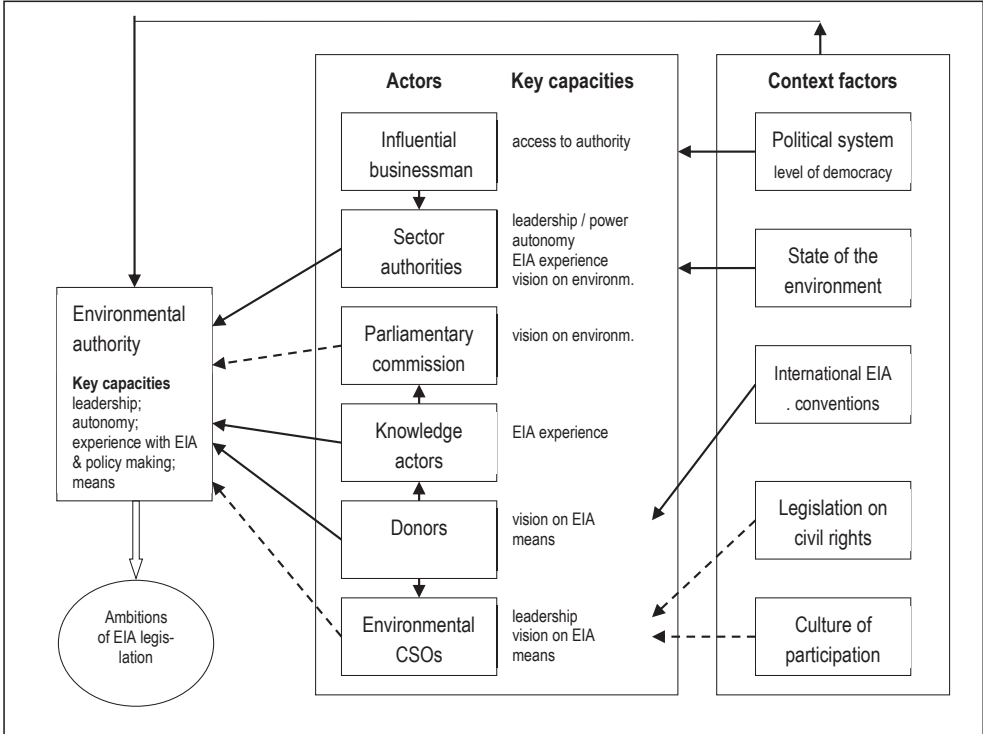 Actors
Key capacities
Context factors
Influential
businessman
access to authority
Political system
level of democracy
Sector
authorities
leadership / power
autonomy
EIA experience
vision on environm.
State of the
environment
Environmental
authority
Key capacities
leadership;
autonomy;
experience with EIA
& policy making;
means
Parliamentary
commission
vision on environm.
International EIA
. conventions
Knowledge
actors
EIA experience
Donors
vision on EIA
means
Legislation on
civil rights
Environmental
CSOs
leadership
vision on EIA
means
Culture of
participation
Ambitions
of EIA legis-
lation